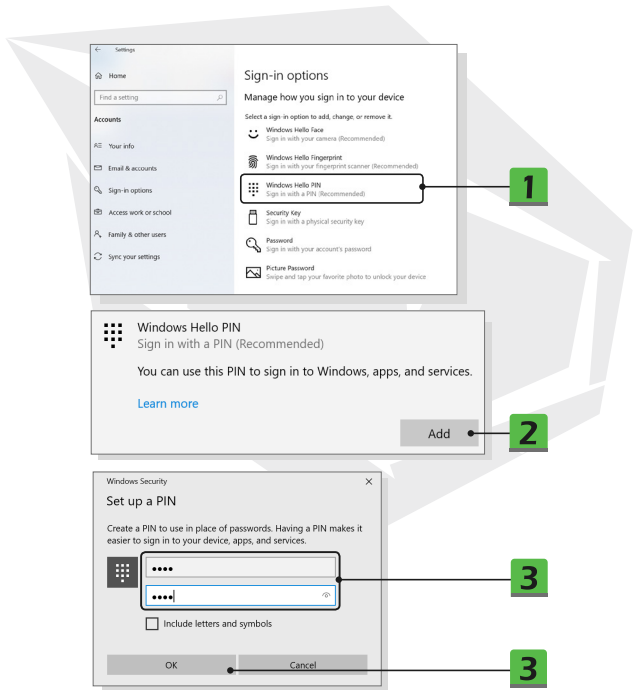 Settings
Home
Find a setting
Accounts
Your info
Email & accounts
Sign-in options
Access work or school
Family & other users
Sync your settings
Sign-in options
Manage how you sign in to your device
Select a sign-in option to add, change, or remove it.
Windows Hello Face
Sign in with your camera (Recommended)
Windows Hello Fingerprint
Sign in with your fingerprint scanner (Recommended)
Windows Hello PIN
Sign in with a PIN (Recommended)
Security Key
Sign in with a physical security key
Password
Sign in with your account's password
Picture Password
Swipe and tap your favorite photo to unlock your device
1
Windows Hello PIN
Sign in with a PIN (Recommended)
You can use this PIN to sign in to Windows, apps, and services.
Learn more
Add
2
Windows Security
Set up a PIN
Create a PIN to use in place of passwords. Having a PIN makes it
easier to sign in to your device, apps, and services.
3
Include letters and symbols
OK
Cancel
3